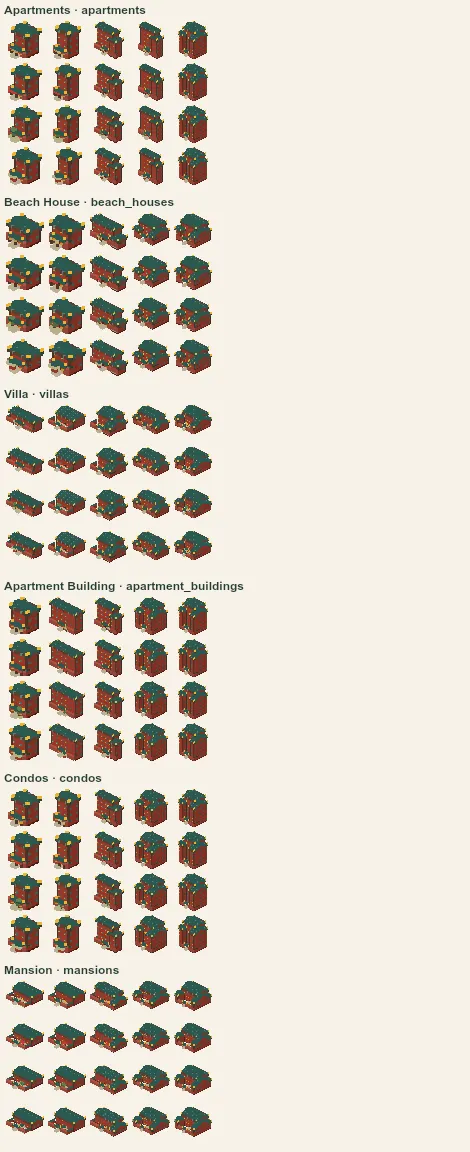 Apartments · apartments
Beach House · beach_houses
Villa · villas
Apartment Building · apartment_buildings
Condos · condos
Mansion · mansions